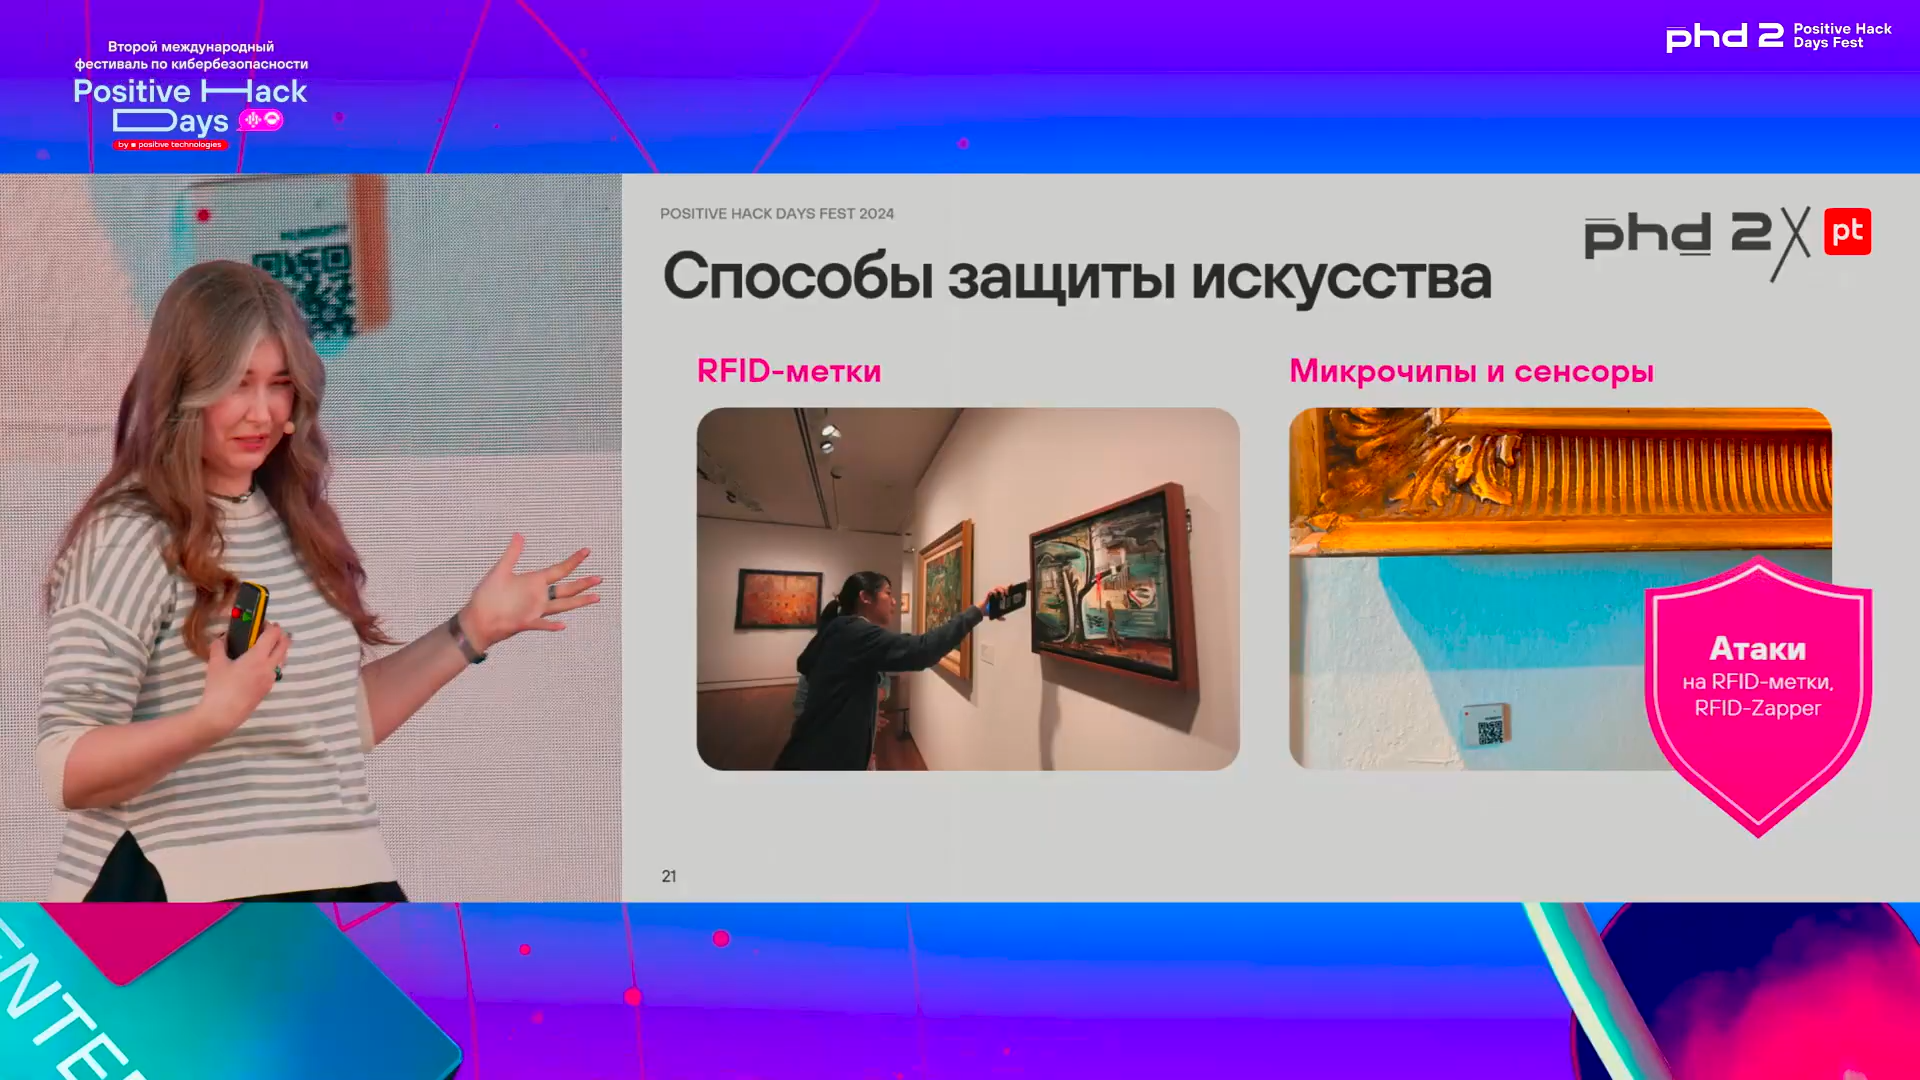 Второй международный
фестиваль по кибербезопасности
Positive Hack
Days
by positive technologies
phd 2 Positive Hack
Days Fest
POSITIVE HACK DAYS FEST 2024
Способы защиты искусства
phd 2 pt
RFID-метки
Микрочипы и сенсоры
Атаки
на RFID-метки,
RFID-Zapper
21